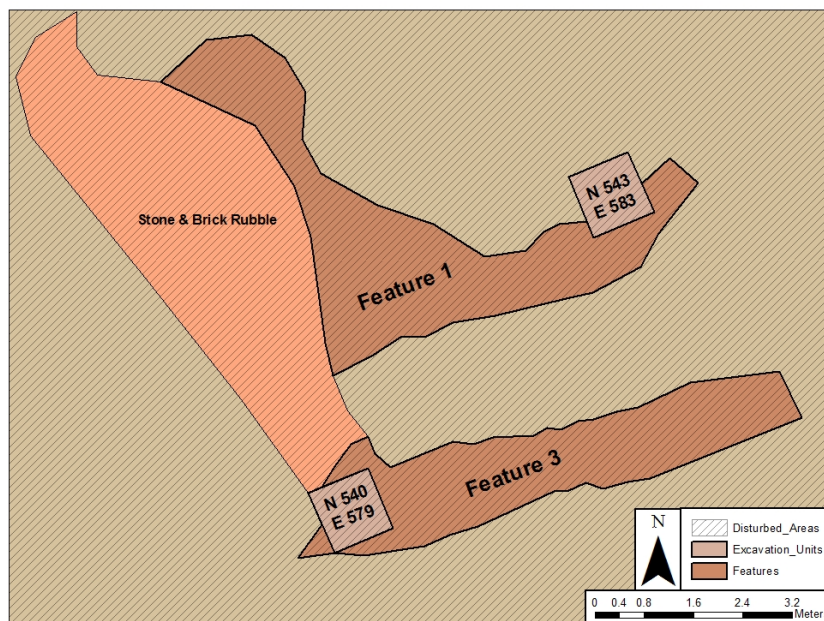 Stone & Brick Rubble
N 543
E 583
Feature 1
Feature 3
N 540
E 579
N
Disturbed_Areas
Excavation_Units
Features
0 0.4 0.8 1.6 2.4 3.2
Meter